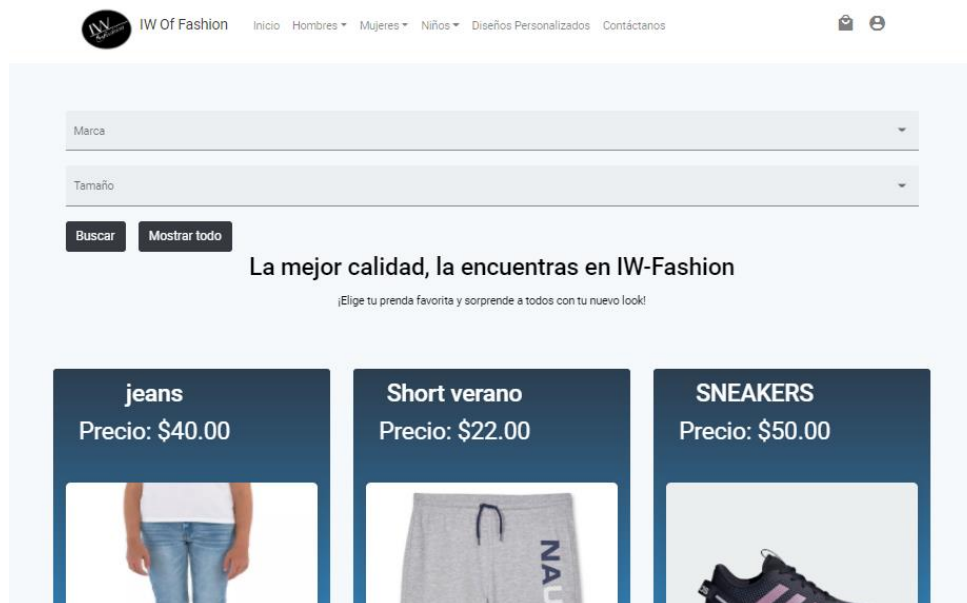 IW
IW Of Fashion Inicio Hombres Mujeres Niños Diseños Personalizados Contáctanos
Marca
Tamaño
Buscar Mostrar todo
La mejor calidad, la encuentras en IW-Fashion
¡Elige tu prenda favorita y sorprende a todos con tu nuevo look!
jeans Short verano SNEAKERS
Precio: $40.00 Precio: $22.00 Precio: $50.00
NAU